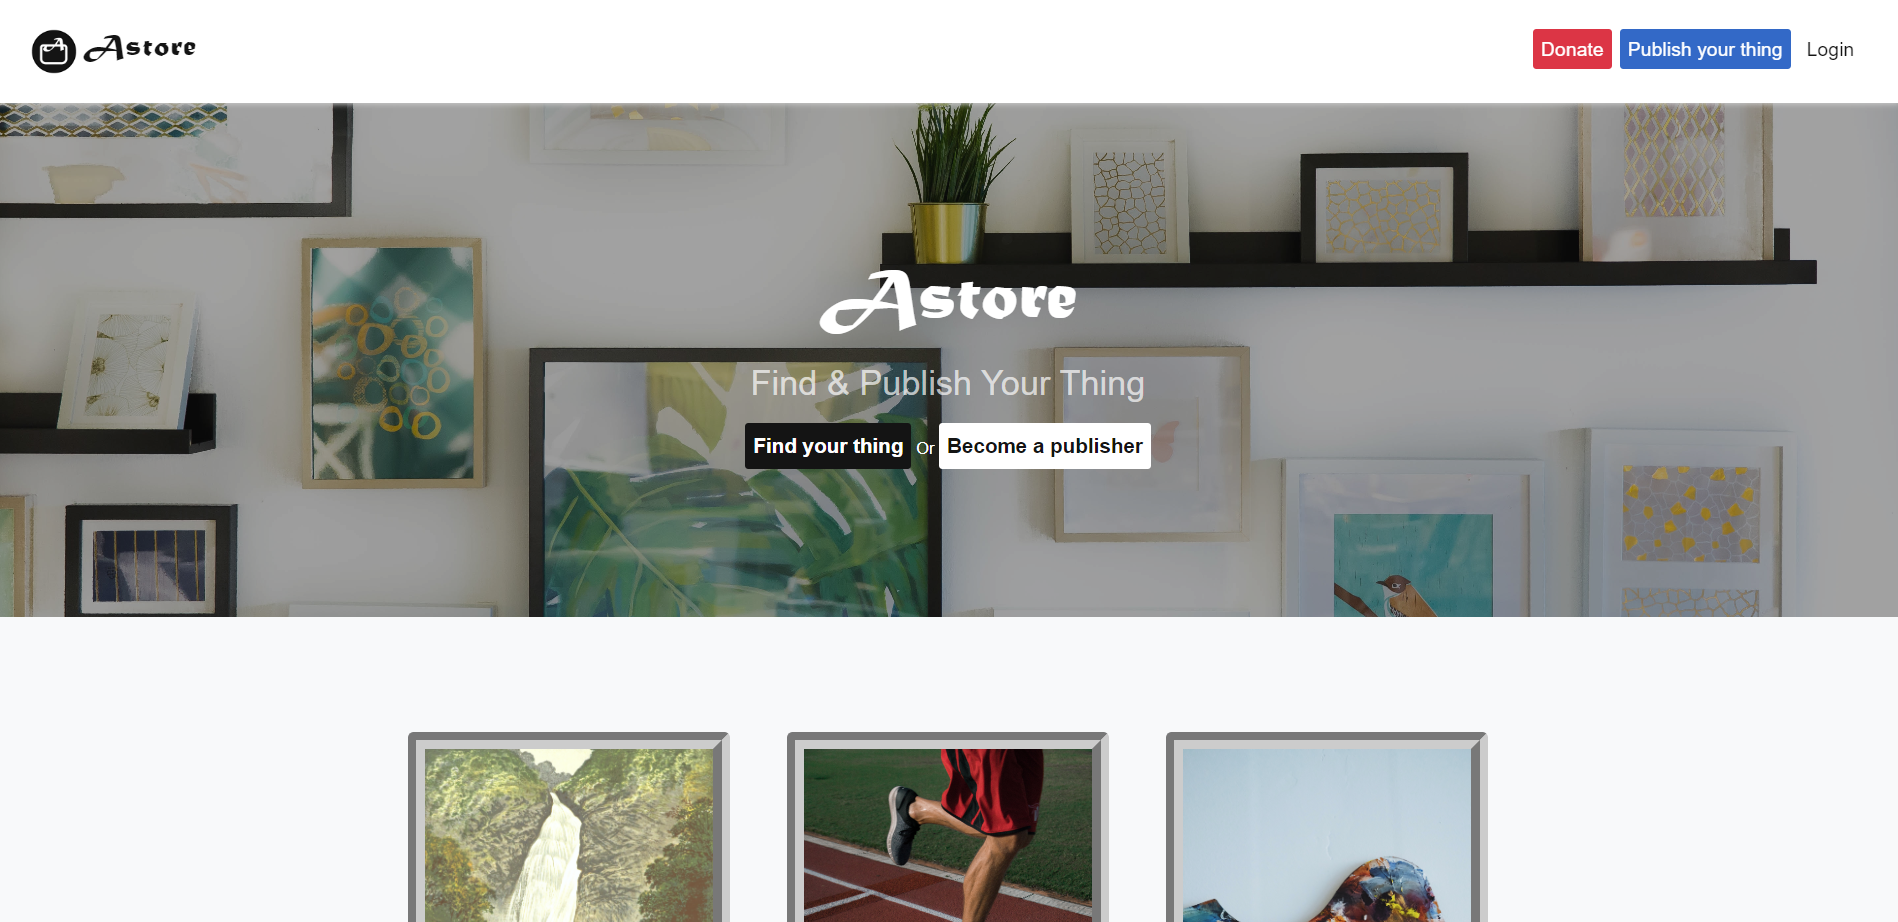 Astore
Donate
Publish your thing
Login
Astore
Find & Publish Your Thing
Find your thing Or Become a publisher